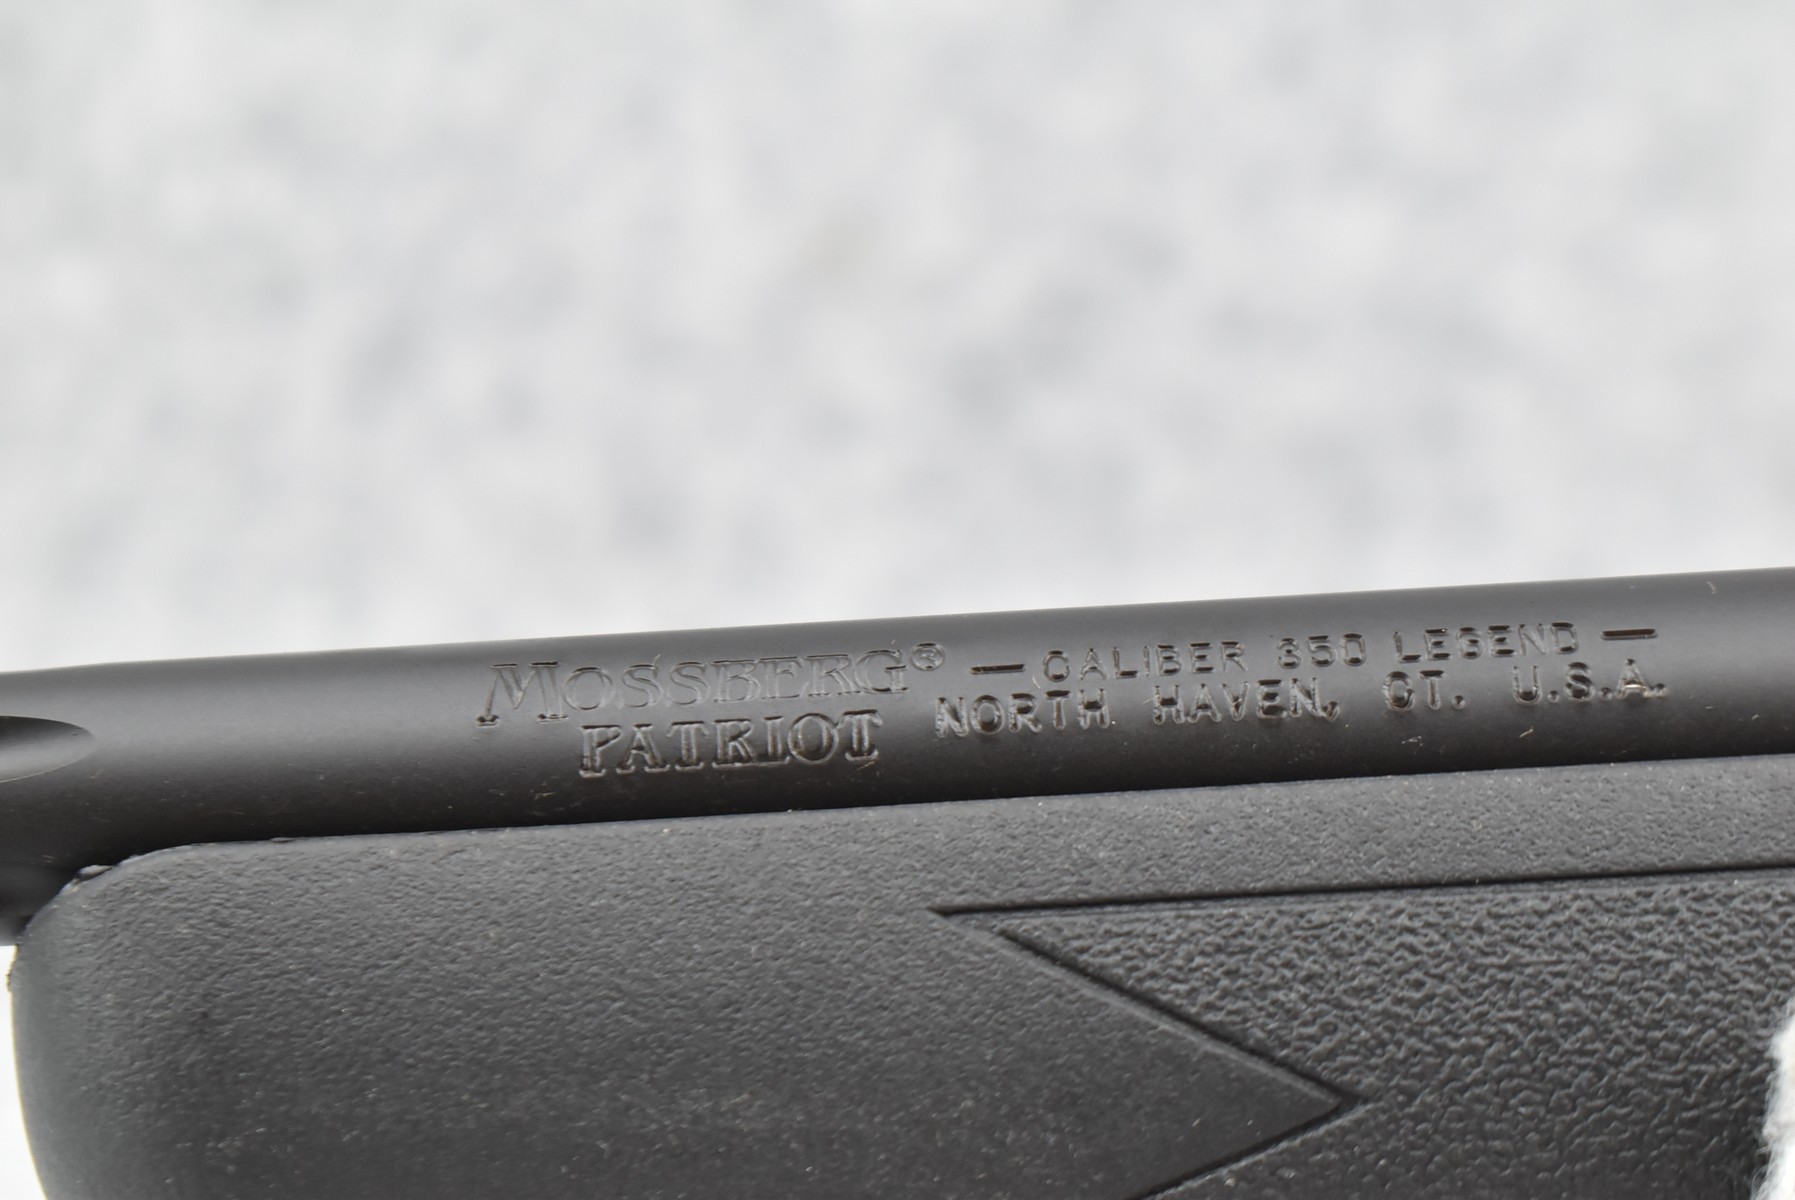 MOSSBERG® — CALIBER 350 LEGEND —
PATRIOT NORTH HAVEN, CT. U.S.A.